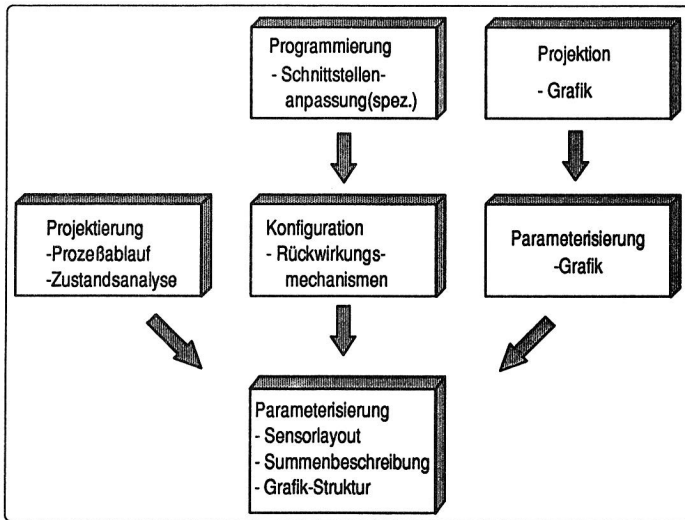 Programmierung
- Schnittstellen-
anpassung(spez.)
Projektion
- Grafik
Projektierung
-Prozeßablauf
-Zustandsanalyse
Konfiguration
- Rückwirkungs-
mechanismen
Parameterisierung
-Grafik
Parameterisierung
- Sensorlayout
- Summenbeschreibung
- Grafik-Struktur